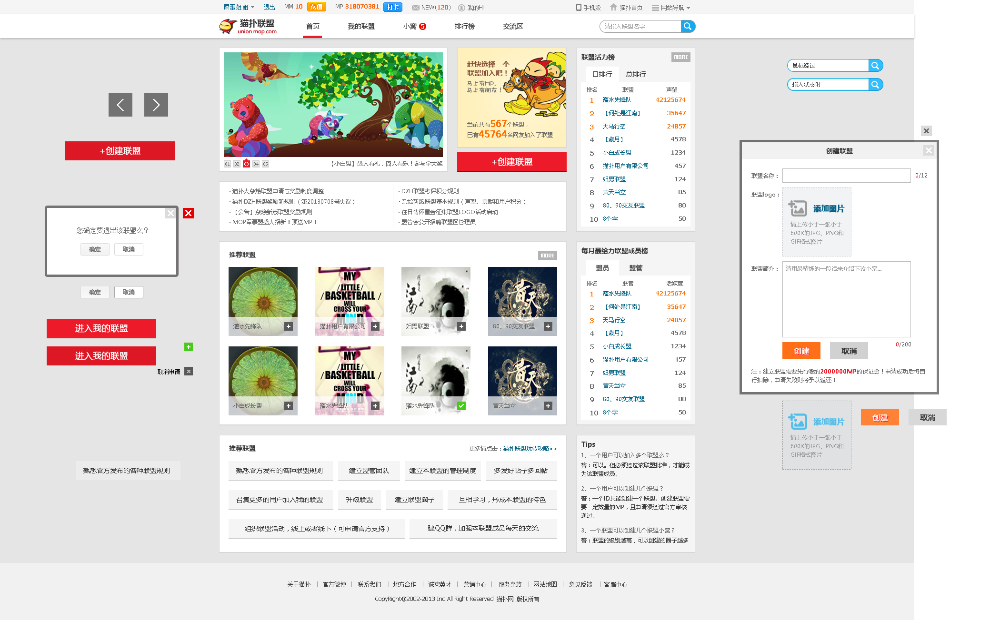 屎蛋姐姐 退出 MM:10 充值 MP:318070381 打卡 NEW(120) 我的Hi 手机版 猫扑首页 网站导航
猫扑联盟
union.mop.com
首页 我的联盟 小窝 5 排行榜 交流区 请输入联盟名字
赶快选择一个
联盟加入吧！
马上有MP，
马上有朋友！
当前共有567个联盟，
已有45764名网友加入了联盟
+创建联盟
01 02 03 04 05 【小白盟】愚人有礼，囧人有乐！参与拿大奖
联盟活力榜 MORE
日排行 总排行
排名 联盟 声望
1 灌水先锋队 42125674
2 【何处是江南】 35647
3 天马行空 24857
4 【歲月】 4578
5 小白成长盟 1234
6 猫扑用户有限公司 457
7 妇男联盟 124
8 黄天当立 85
9 80、90交友联盟 80
10 8个字 50
鼠标经过
输入状态时
+创建联盟
· 猫扑大杂烩联盟申请与奖励制度调整
· 猫扑DZH联盟奖励新规则（第20130708号决议）
· 【公告】杂烩新版联盟奖励规则
· MOP军事盟盛大招新！顶送MP！
· DZH联盟考评积分规则
· 杂烩新版联盟基本规则（声望、贡献和用户积分）
· 往日情怀重金征集联盟LOGO活动启动
· 盟管会公开招聘联盟区管理员
您确定要退出该联盟么？
确定 取消
确定 取消
进入我的联盟
进入我的联盟
取消申请
推荐联盟 MORE
MY
/ LITTLE /
/ BASKETBALL /
WILL
CROSS YOUR
MIND
江南
黄天
灌水先锋队 猫扑用户有限公司 妇男联盟 80、90交友联盟
MY
/ LITTLE /
/ BASKETBALL /
WILL
CROSS YOUR
MIND
江南
黄天
小白成长盟 灌水先锋队 灌水先锋队 黄天当立
每月最给力联盟成员榜
盟员 盟管
排名 联管 活跃度
1 灌水先锋队 42125674
2 【何处是江南】 35647
3 天马行空 24857
4 【歲月】 4578
5 小白成长盟 1234
6 猫扑用户有限公司 457
7 妇男联盟 124
8 黄天当立 85
9 80、90交友联盟 80
10 8个字 50
创建联盟
联盟名称： 0/12
联盟logo：
添加图片
请上传小于一张小于
600K的JPG、PNG和
GIF格式图片
联盟简介： 请用最精炼的一段话来介绍下该小窝...
0/200
创建 取消
注：建立联盟需要先行缴纳2000000MP的保证金！申请成功后将自
行扣除，申请失败则将予以返还！
添加图片
请上传小于一张小于
600K的JPG、PNG和
GIF格式图片
创建 取消
熟悉官方发布的各种联盟规则
推荐联盟 更多请点击：猫扑联盟玩转攻略> >
熟悉官方发布的各种联盟规则 建立盟管团队 建立本联盟的管理制度 多发好帖子多回帖
召集更多的用户加入我的联盟 升级联盟 建立联盟圈子 互相学习，形成本联盟的特色
组织联盟活动，线上或者线下（可申请官方支持） 建QQ群，加强本联盟成员每天的交流
Tips
1、一个用户可以加入多个联盟么？
答：可以。但必须经过该联盟批准，才能成
为该联盟成员。
2、一个用户可以创建几个联盟？
答：一个ID只能创建一个联盟。创建联盟需
要一定数量的MP，且申请须经过官方审核
通过。
3、一个联盟可以创建几个联盟小窝？
答：联盟的级别越高，可以创建的圈子越多
关于猫扑 | 官方微博 | 联系我们 | 地方合作 | 诚聘英才 | 营销中心 | 服务条款 | 网站地图 | 意见反馈 | 客服中心
CopyRight@2002-2013 Inc.All Right Reserved 猫扑网 版权所有